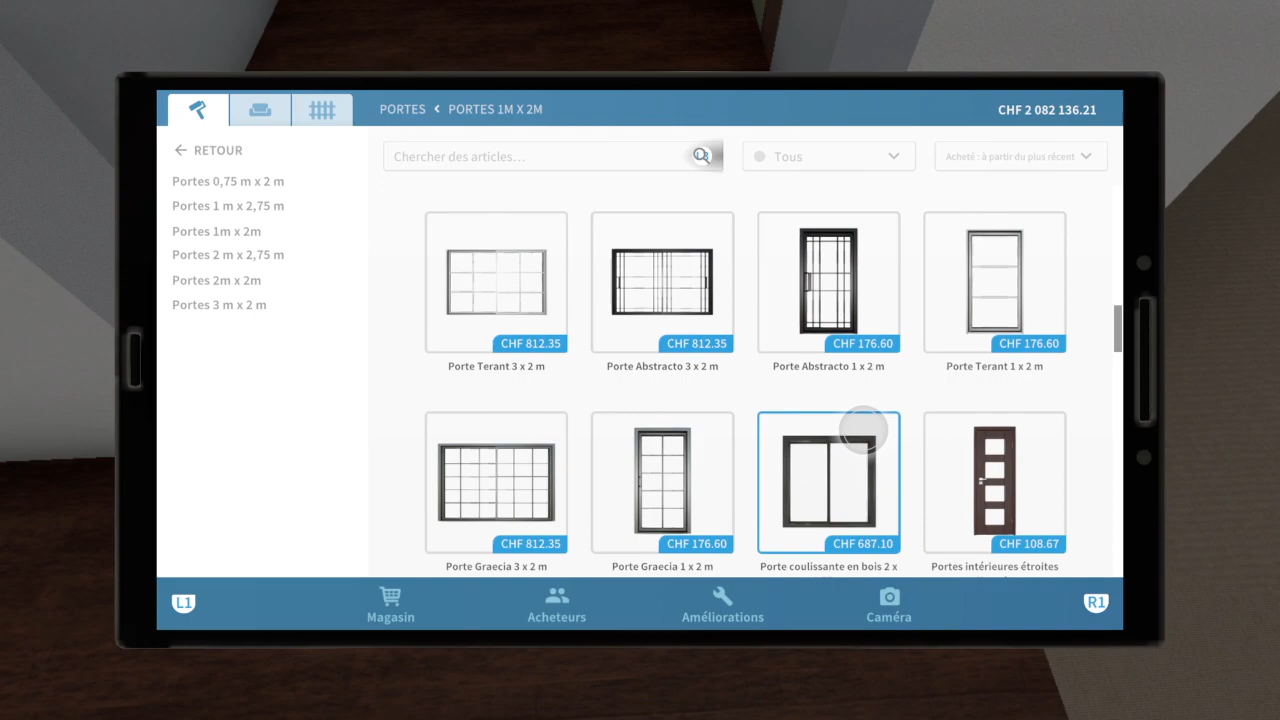 PORTES < PORTES 1M X 2M
CHF 2 082 136.21
RETOUR
Portes 0,75 m x 2 m
Portes 1 m x 2,75 m
Portes 1m x 2m
Portes 2 m x 2,75 m
Portes 2m x 2m
Portes 3 m x 2 m
Chercher des articles...
Tous
Acheté : à partir du plus récent
CHF 812.35
CHF 812.35
CHF 176.60
CHF 176.60
Porte Terant 3 x 2 m
Porte Abstracto 3 x 2 m
Porte Abstracto 1 x 2 m
Porte Terant 1 x 2 m
CHF 812.35
CHF 176.60
CHF 687.10
CHF 108.67
Porte Graecia 3 x 2 m
Porte Graecia 1 x 2 m
Porte coulissante en bois 2 x
Portes intérieures étroites
L1
Magasin
Acheteurs
Améliorations
Caméra
R1